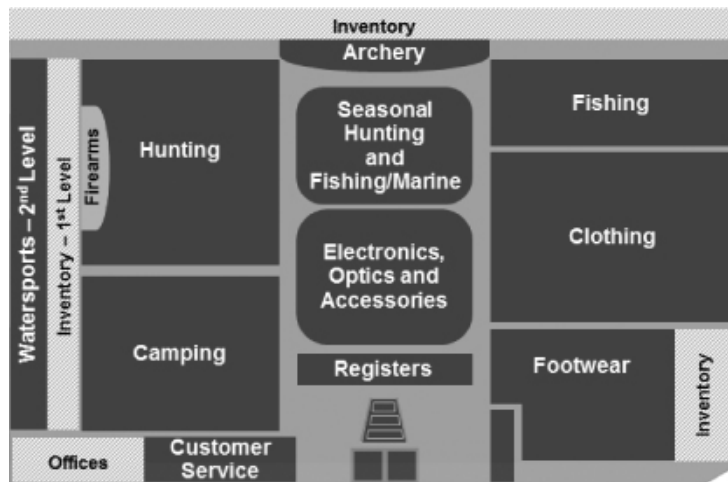 Inventory
Archery
Watersports – 2nd Level
Inventory – 1st Level
Firearms
Hunting
Seasonal
Hunting
and
Fishing/Marine
Fishing
Clothing
Electronics,
Optics and
Accessories
Camping
Registers
Footwear
Inventory
Offices
Customer
Service